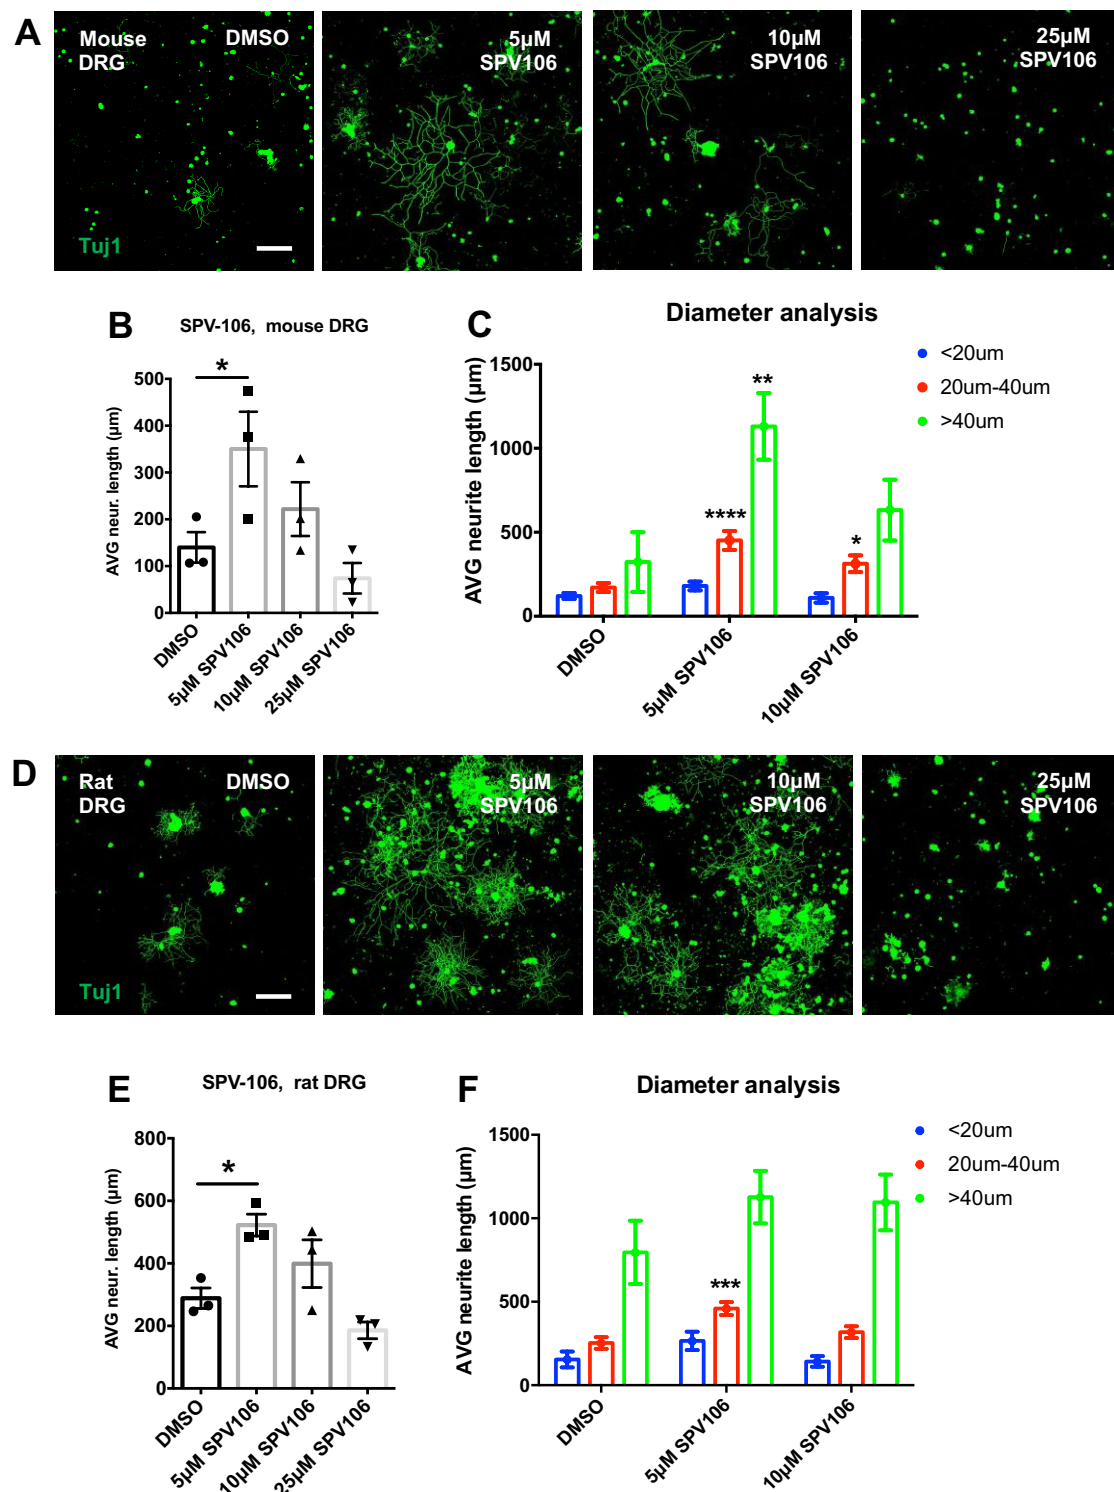 A
Mouse
DRG
DMSO
5µM
SPV106
10µM
SPV106
25µM
SPV106
Tuj1
B
SPV-106, mouse DRG
*
AVG neur. length (µm)
500
400
300
200
100
0
DMSO
5µM SPV106
10µM SPV106
25µM SPV106
C
Diameter analysis
<20um
20um-40um
>40um
AVG neurite length (µm)
1500
1000
500
0
****
**
*
DMSO
5µM SPV106
10µM SPV106
D
Rat
DRG
DMSO
5µM
SPV106
10µM
SPV106
25µM
SPV106
Tuj1
E
SPV-106, rat DRG
*
AVG neur. length (µm)
800
600
400
200
0
DMSO
5µM SPV106
10µM SPV106
25µM SPV106
F
Diameter analysis
<20um
20um-40um
>40um
AVG neurite length (µm)
1500
1000
500
0
***
DMSO
5µM SPV106
10µM SPV106